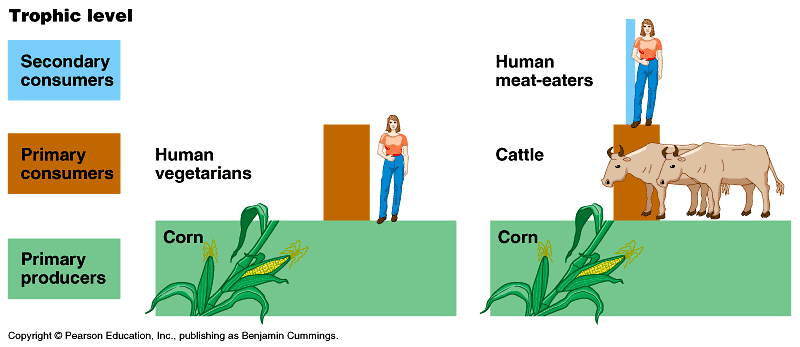 Trophic level
Secondary
consumers
Primary
consumers
Primary
producers
Human
vegetarians
Corn
Human
meat-eaters
Cattle
Corn
Copyright © Pearson Education, Inc., publishing as Benjamin Cummings.